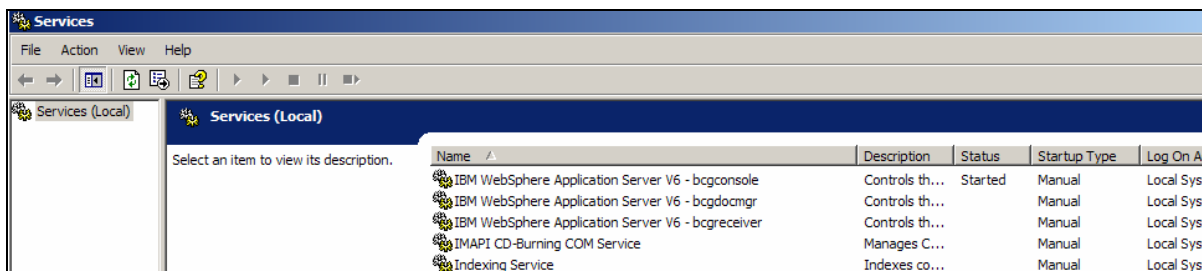 Services
File Action View Help
Services (Local)
Services (Local)
Select an item to view its description.
Name Description Status Startup Type Log On A
IBM WebSphere Application Server V6 - bcgconsole Controls th... Started Manual Local Sys
IBM WebSphere Application Server V6 - bcgdocmgr Controls th... Manual Local Sys
IBM WebSphere Application Server V6 - bcgreceiver Controls th... Manual Local Sys
IMAPI CD-Burning COM Service Manages C... Manual Local Sys
Indexing Service Indexes co... Manual Local Sys